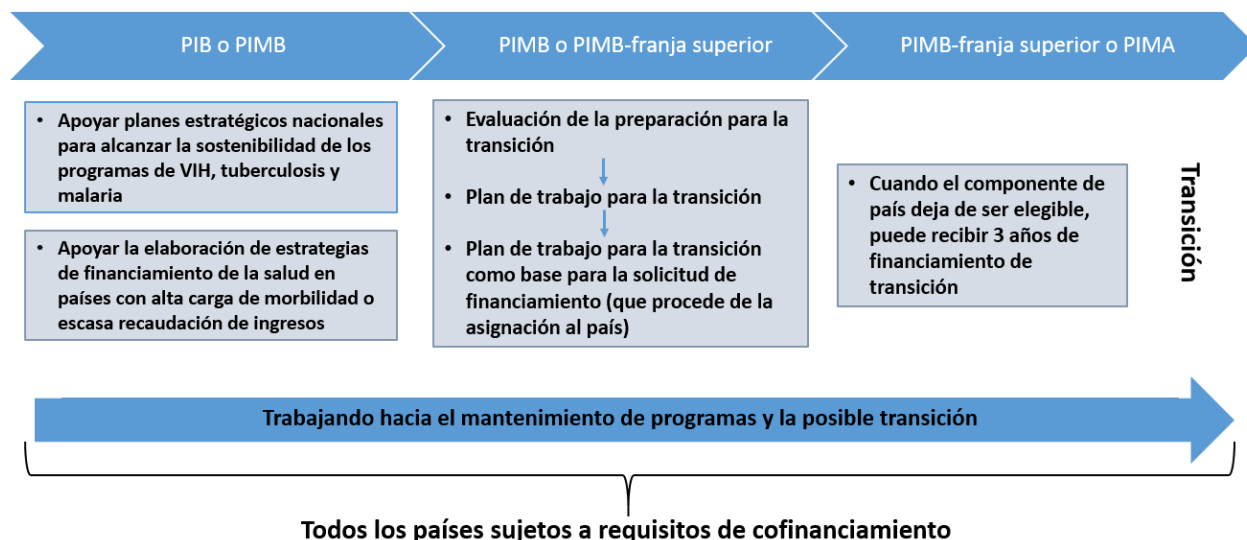 PIB o PIMB
PIMB o PIMB-franja superior
PIMB-franja superior o PIMA
• Apoyar planes estratégicos nacionales
para alcanzar la sostenibilidad de los
programas de VIH, tuberculosis y
malaria
• Apoyar la elaboración de estrategias
de financiamiento de la salud en
países con alta carga de morbilidad o
escasa recaudación de ingresos
• Evaluación de la preparación para la
transición
• Plan de trabajo para la transición
• Plan de trabajo para la transición
como base para la solicitud de
financiamiento (que procede de la
asignación al país)
• Cuando el componente de
país deja de ser elegible,
puede recibir 3 años de
financiamiento de
transición
Transición
Trabajando hacia el mantenimiento de programas y la posible transición
Todos los países sujetos a requisitos de cofinanciamiento